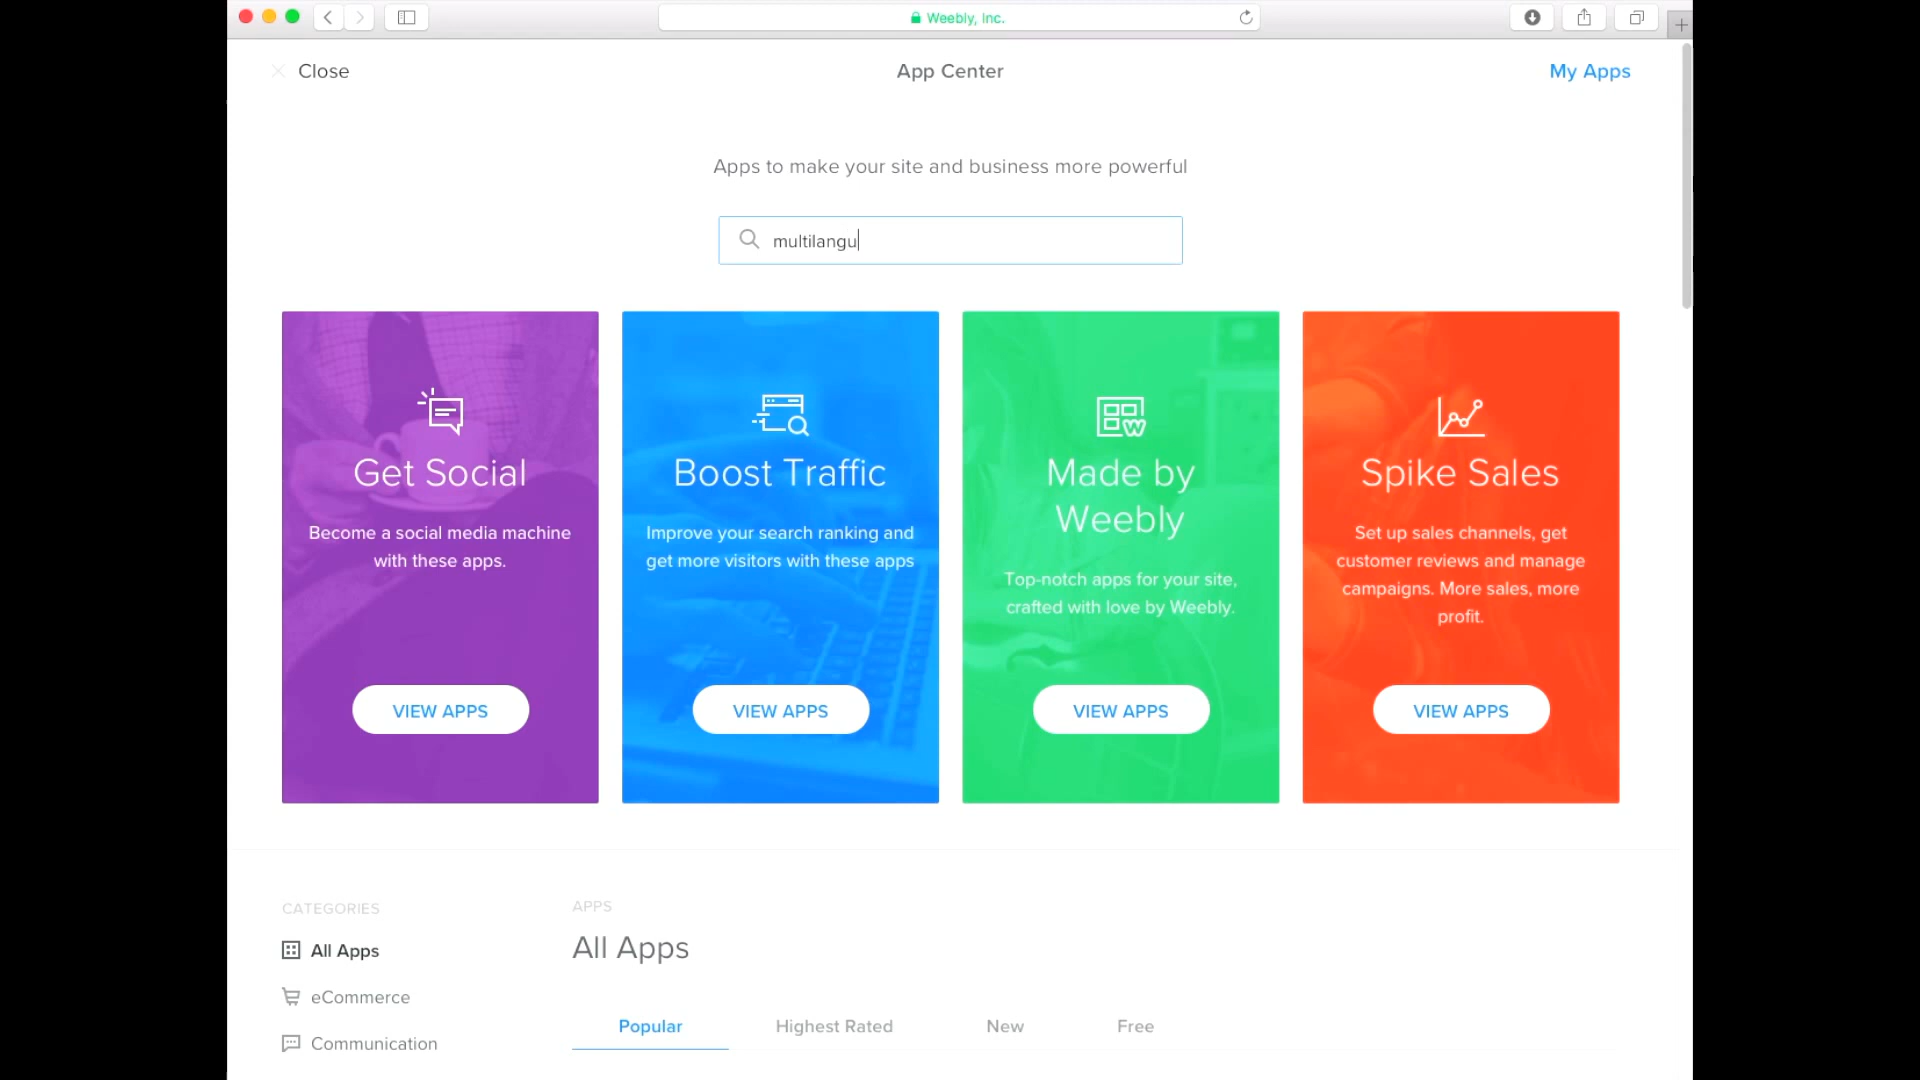 Weebly, Inc.
Close
App Center
My Apps
Apps to make your site and business more powerful
multilangu
Get Social
Become a social media machine
with these apps.
VIEW APPS
Boost Traffic
Improve your search ranking and
get more visitors with these apps
VIEW APPS
Made by
Weebly
Top-notch apps for your site,
crafted with love by Weebly.
VIEW APPS
Spike Sales
Set up sales channels, get
customer reviews and manage
campaigns. More sales, more
profit.
VIEW APPS
CATEGORIES
All Apps
eCommerce
Communication
APPS
All Apps
Popular
Highest Rated
New
Free